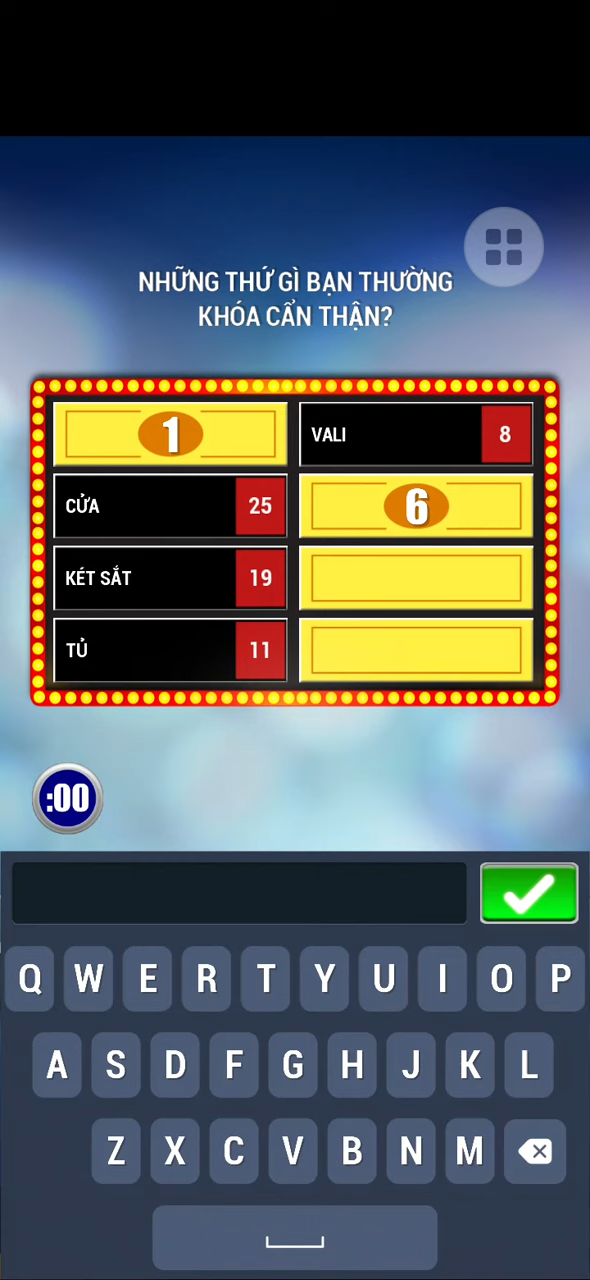 NHỮNG THỨ GÌ BẠN THƯỜNG
KHÓA CẨN THẬN?
1
VALI 8
CỬA 25
6
KÉT SẮT 19
TỦ 11
:00
Q W E R T Y U I O P
A S D F G H J K L
Z X C V B N M